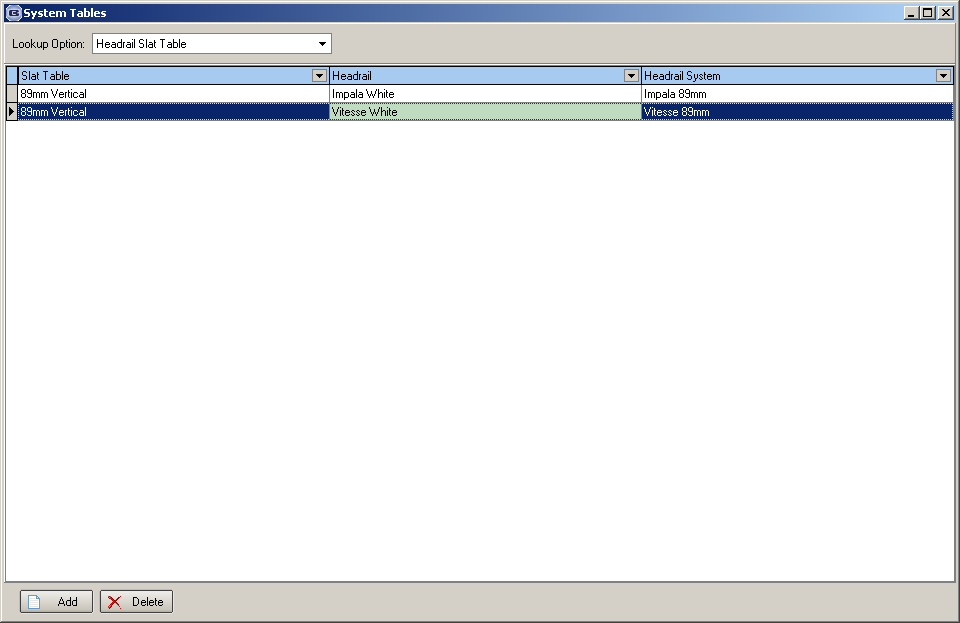 System Tables
Lookup Option: Headrail Slat Table
Slat Table Headrail Headrail System
89mm Vertical Impala White Impala 89mm
89mm Vertical Vitesse White Vitesse 89mm
Add Delete